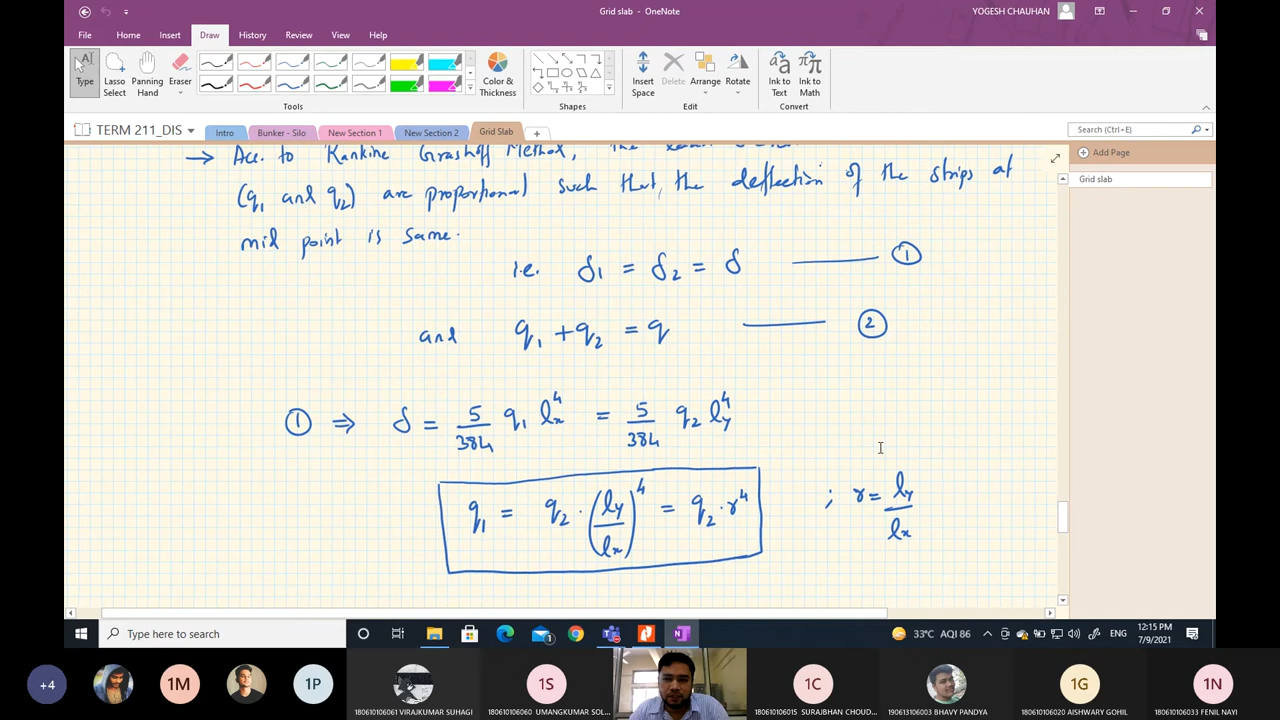 Grid slab - OneNote
YOGESH CHAUHAN
File Home Insert Draw History Review View Help
Type
Lasso Select
Panning Hand
Eraser
Color & Thickness
Insert Space
Delete
Arrange
Rotate
Ink to Text
Ink to Math
Tools
Shapes
Edit
Convert
TERM 211_DIS
Intro
Bunker - Silo
New Section 1
New Section 2
Grid Slab
Search (Ctrl+E)
Add Page
Grid slab
→ Acc. to Rankine Grashoff Method, the
(q₁ and q₂) are proportional such that, the deflection of the strips at
mid point is same.
i.e. δ₁ = δ₂ = δ ——— ①
and q₁ + q₂ = q ——— ②
① ⇒ δ = 5/384 q₁ lx⁴ = 5/384 q₂ ly⁴
q₁ = q₂ · (ly/lx)⁴ = q₂ · r⁴ ; r = ly/lx
Type here to search
33°C AQI 86
ENG
12:15 PM
7/9/2021
+4
1M
1P
1S
1C
1G
1N
180610106061 VIRAJKUMAR SUHAGI
180610106060 UMANGKUMAR SOL...
180610106015 SURAJBHAN CHOUD...
190613106003 BHAVY PANDYA
180610106020 AISHWARY GOHIL
180610106033 FENIL NAYI